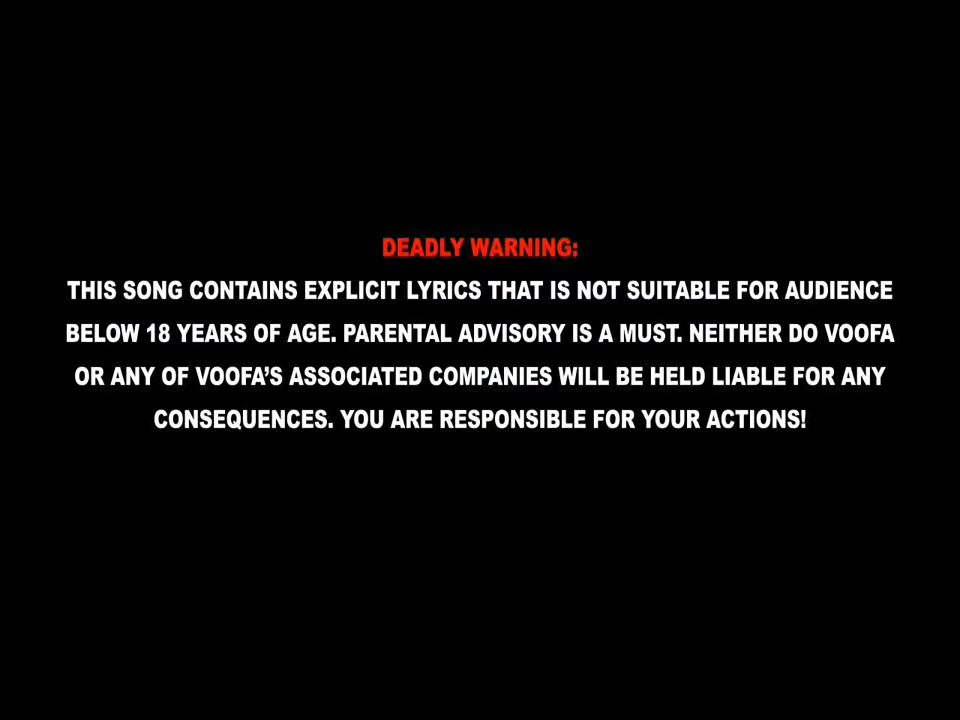 DEADLY WARNING:
THIS SONG CONTAINS EXPLICIT LYRICS THAT IS NOT SUITABLE FOR AUDIENCE
BELOW 18 YEARS OF AGE. PARENTAL ADVISORY IS A MUST. NEITHER DO VOOFA
OR ANY OF VOOFA'S ASSOCIATED COMPANIES WILL BE HELD LIABLE FOR ANY
CONSEQUENCES. YOU ARE RESPONSIBLE FOR YOUR ACTIONS!